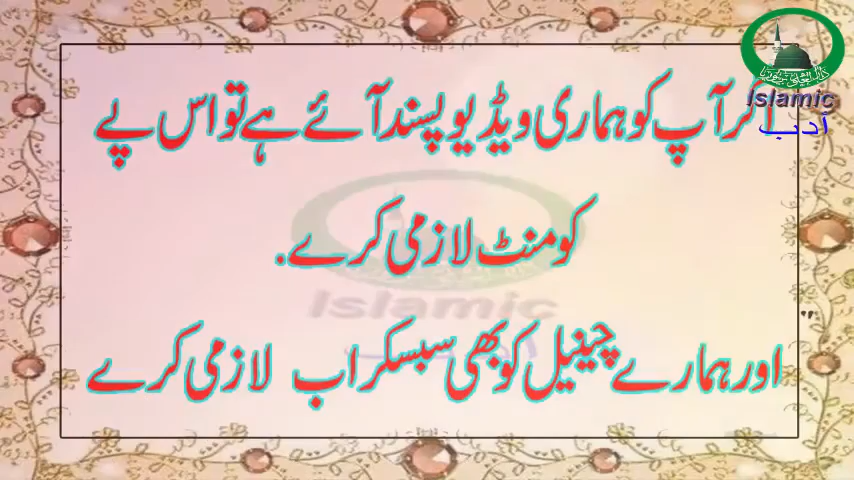 اگر آپ کو ہماری ویڈیو پسند آئے ہے تو اس پے
کومنٹ لازمی کرے.
اور ہمارے چینیل کو بھی سبسکراب لازمی کرے
Islamic
ادب
Islamic